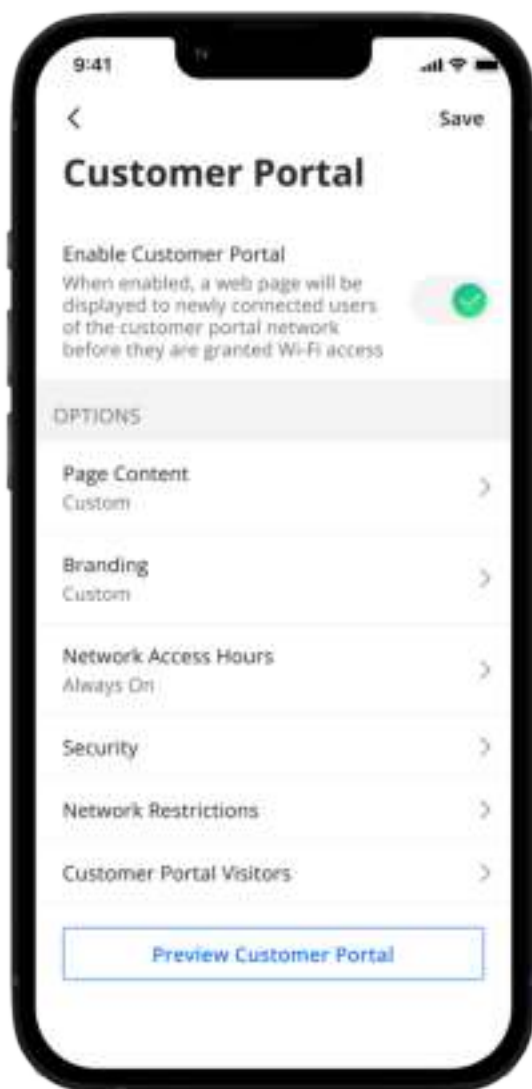 9:41
Save
Customer Portal
Enable Customer Portal
When enabled, a web page will be
displayed to newly connected users
of the customer portal network
before they are granted Wi-Fi access
OPTIONS
Page Content
Custom
Branding
Custom
Network Access Hours
Always On
Security
Network Restrictions
Customer Portal Visitors
Preview Customer Portal